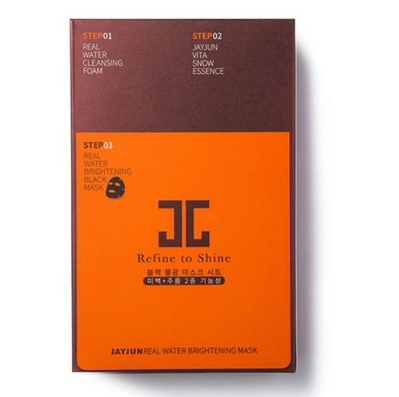 STEP01
REAL
WATER
CLEANSING
FOAM
STEP02
JAYJUN
VITA
SNOW
ESSENCE
STEP03
REAL
WATER
BRIGHTENING
BLACK
MASK
Refine to Shine
블랙 물광 마스크 시트
미백+주름 2중 기능성
JAYJUN REAL WATER BRIGHTENING MASK